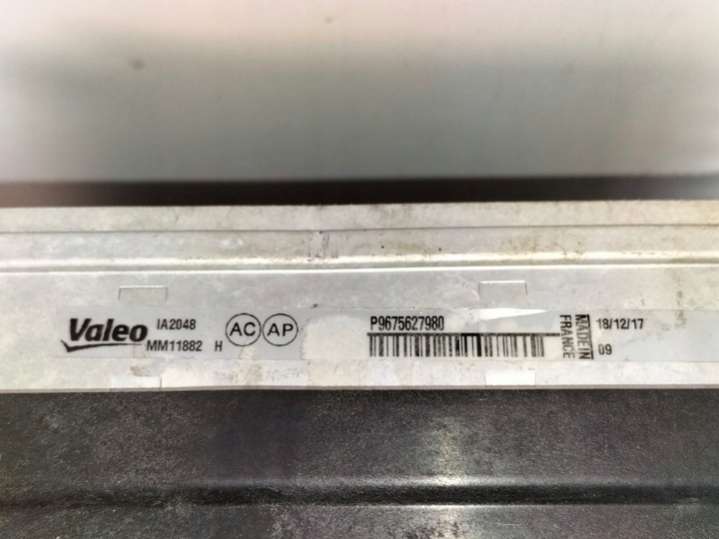 Valeo IA2048
MM11882 H
AC AP
P9675627980
MADE IN
FRANCE
18/12/17
09